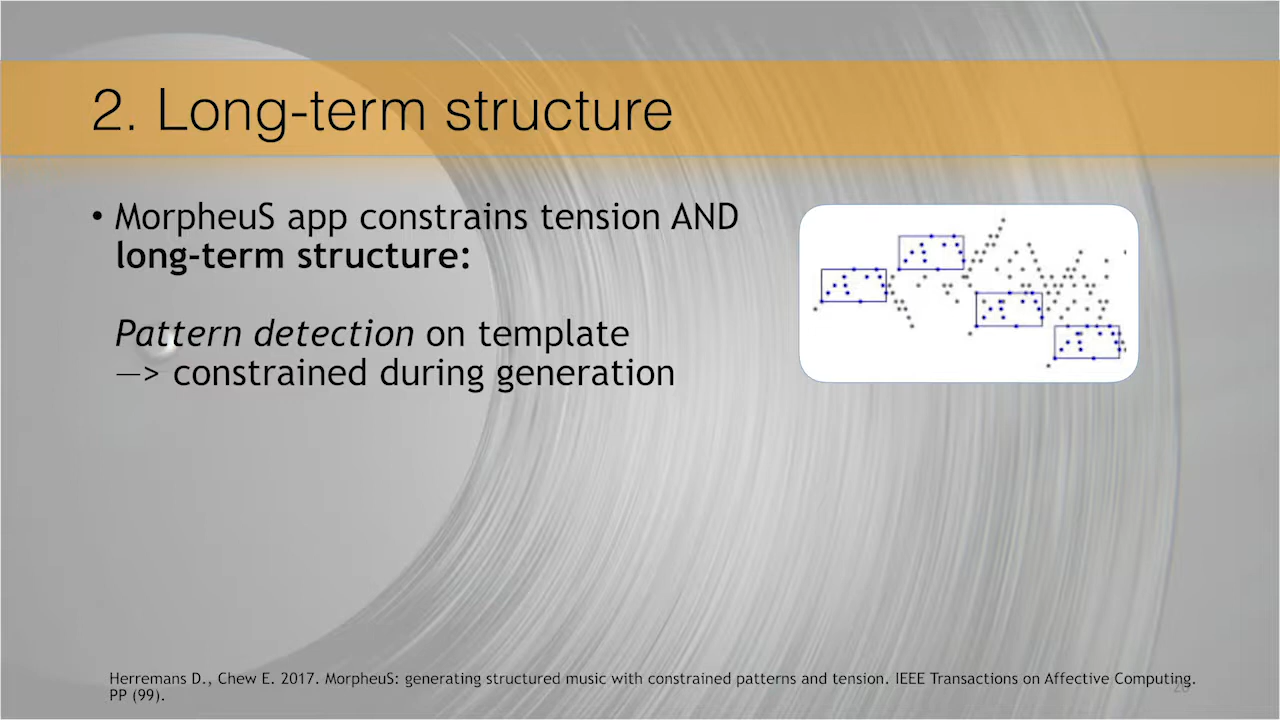 2. Long-term structure
• MorpheuS app constrains tension AND
long-term structure:
Pattern detection on template
—> constrained during generation
Herremans D., Chew E. 2017. MorpheuS: generating structured music with constrained patterns and tension. IEEE Transactions on Affective Computing.
PP (99).